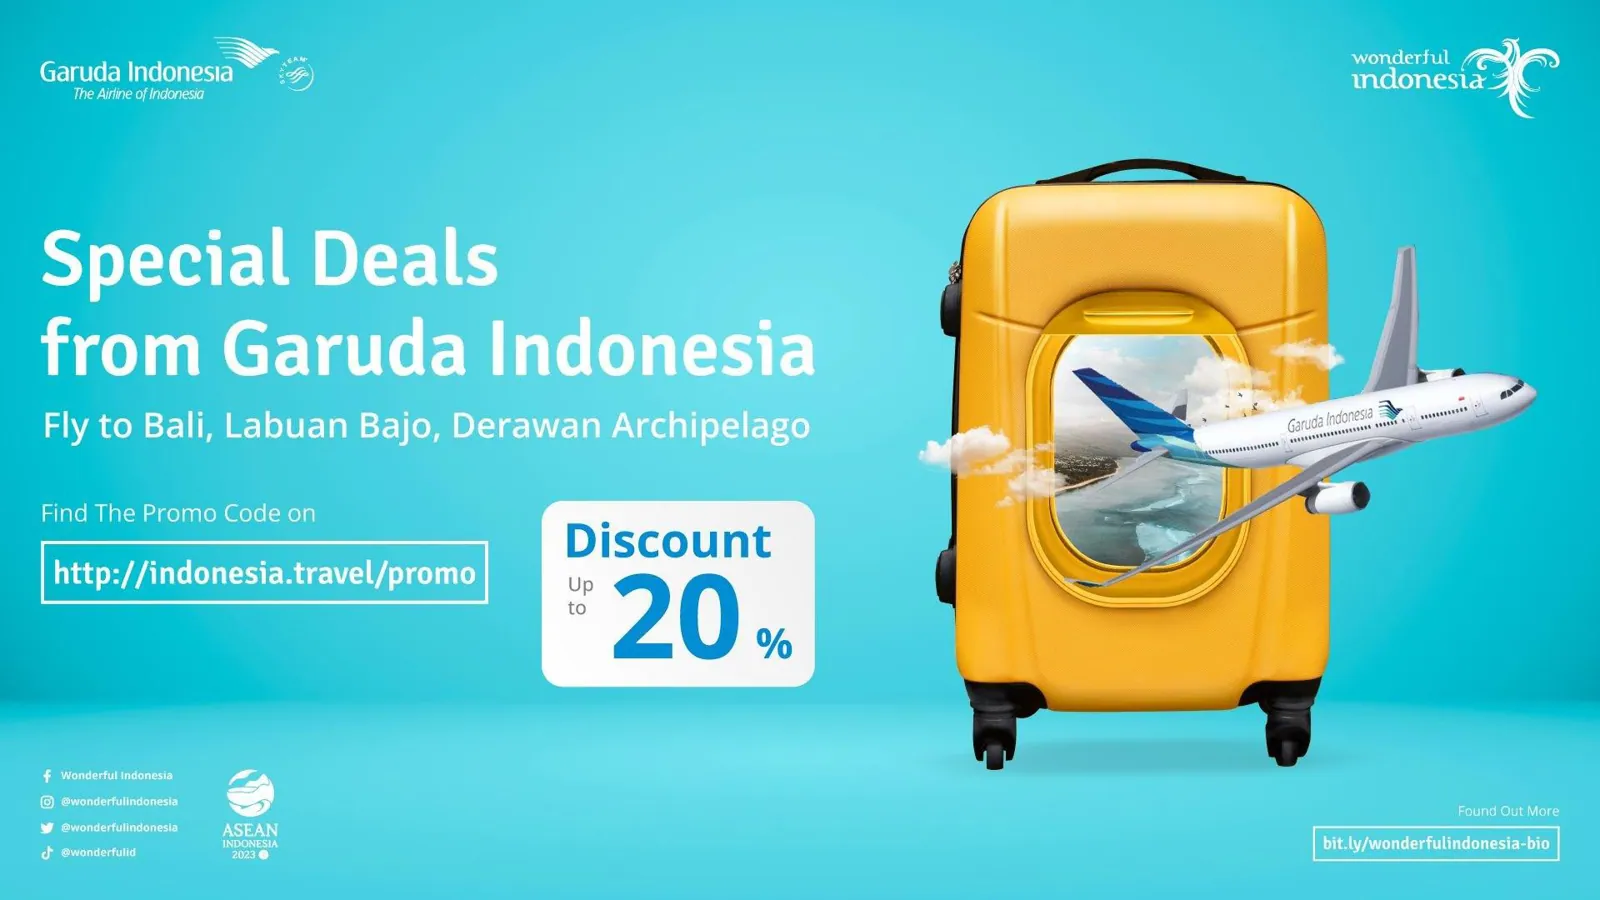 Garuda Indonesia
The Airline of Indonesia
SKYTEAM
wonderful
indonesia
Special Deals
from Garuda Indonesia
Fly to Bali, Labuan Bajo, Derawan Archipelago
Find The Promo Code on
http://indonesia.travel/promo
Discount
Up
to
20 %
Garuda Indonesia
Wonderful Indonesia
@wonderfulindonesia
@wonderfulindonesia
@wonderfulid
ASEAN
INDONESIA
2023
Found Out More
bit.ly/wonderfulindonesia-bio